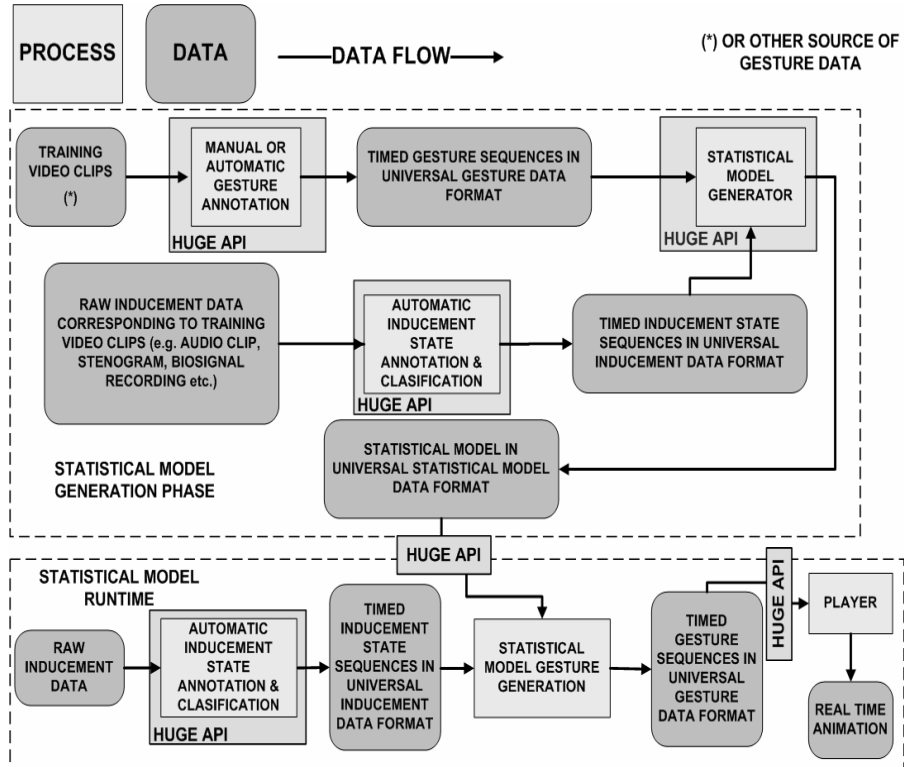 PROCESS
DATA
DATA FLOW
(*) OR OTHER SOURCE OF
GESTURE DATA
TRAINING
VIDEO CLIPS
(*)
MANUAL OR
AUTOMATIC
GESTURE
ANNOTATION
HUGE API
TIMED GESTURE SEQUENCES IN
UNIVERSAL GESTURE DATA
FORMAT
STATISTICAL
MODEL
GENERATOR
HUGE API
RAW INDUCEMENT DATA
CORRESPONDING TO TRAINING
VIDEO CLIPS (e.g. AUDIO CLIP,
STENOGRAM, BIOSIGNAL
RECORDING etc.)
AUTOMATIC
INDUCEMENT
STATE
ANNOTATION
& CLASIFICATION
HUGE API
TIMED INDUCEMENT STATE
SEQUENCES IN UNIVERSAL
INDUCEMENT DATA FORMAT
STATISTICAL MODEL
GENERATION PHASE
STATISTICAL MODEL IN
UNIVERSAL STATISTICAL MODEL
DATA FORMAT
HUGE API
STATISTICAL MODEL
RUNTIME
RAW
INDUCEMENT
DATA
AUTOMATIC
INDUCEMENT
STATE
ANNOTATION &
CLASIFICATION
HUGE API
TIMED
INDUCEMENT
STATE
SEQUENCES IN
UNIVERSAL
INDUCEMENT
DATA FORMAT
STATISTICAL
MODEL GESTURE
GENERATION
TIMED
GESTURE
SEQUENCES IN
UNIVERSAL
GESTURE
DATA FORMAT
HUGE API
PLAYER
REAL TIME
ANIMATION